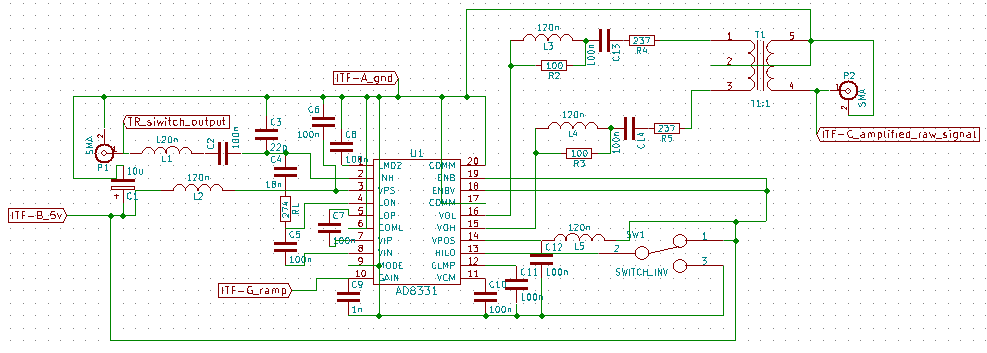 120n
L3
100
R2
100n
C13
237
R4
T1
1
2
3
5
4
T1:1
P2
SMA
2
1
ITF-C_amplified_raw_signal
ITF-A_gnd
120n
L4
100
R3
100n
C14
237
R5
TR_siwitch_output
SMA
P1
2
1
120n
L1
C2
100n
C3
22p
C4
18n
C6
100n
C8
100n
10u
C1
+
120n
L2
274
R1
C5
100n
C7
100n
ITF-B_5v
ITF-G_ramp
C9
1n
U1
AD8331
1
LMDZ
2
INH
3
VPS
4
LON
5
LOP
6
COML
7
VIP
8
VIN
9
MODE
10
GAIN
COMM
20
ENB
19
ENBV
18
COMM
17
VOL
16
VOH
15
VPOS
14
HILO
13
CLMP
12
VCM
11
120n
L5
C12
100n
C11
100n
C10
100n
SW1
1
2
3
SWITCH_INV